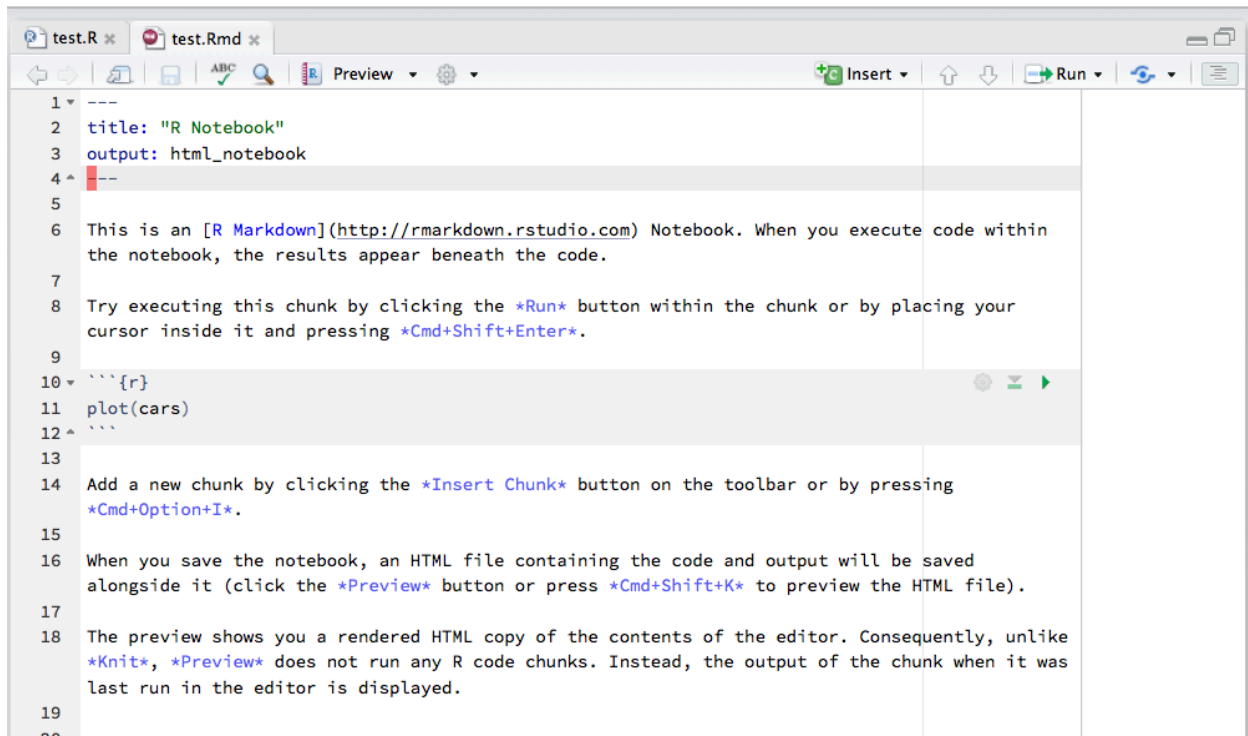 test.R × test.Rmd ×
ABC Preview Insert Run
1 ---
2 title: "R Notebook"
3 output: html_notebook
4 ---
5
6 This is an [R Markdown](http://rmarkdown.rstudio.com) Notebook. When you execute code within
the notebook, the results appear beneath the code.
7
8 Try executing this chunk by clicking the *Run* button within the chunk or by placing your
cursor inside it and pressing *Cmd+Shift+Enter*.
9
10 ```{r}
11 plot(cars)
12 ```
13
14 Add a new chunk by clicking the *Insert Chunk* button on the toolbar or by pressing
*Cmd+Option+I*.
15
16 When you save the notebook, an HTML file containing the code and output will be saved
alongside it (click the *Preview* button or press *Cmd+Shift+K* to preview the HTML file).
17
18 The preview shows you a rendered HTML copy of the contents of the editor. Consequently, unlike
*Knit*, *Preview* does not run any R code chunks. Instead, the output of the chunk when it was
last run in the editor is displayed.
19